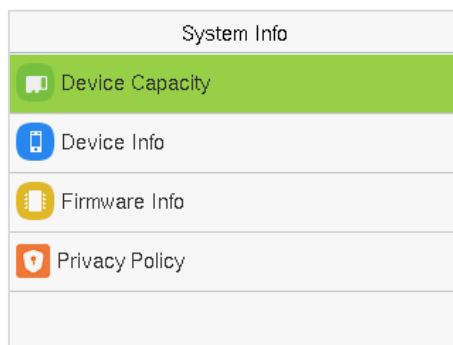 System Info
Device Capacity
Device Info
Firmware Info
Privacy Policy